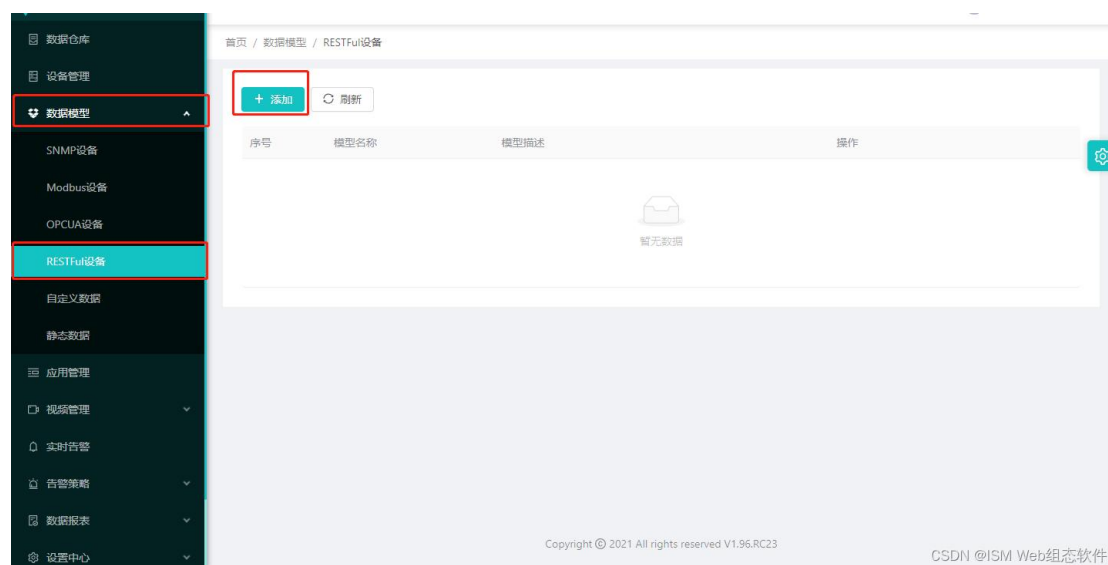 数据仓库
设备管理
数据模型
SNMP设备
Modbus设备
OPCUA设备
RESTFul设备
自定义数据
静态数据
应用管理
视频管理
实时告警
告警策略
数据报表
设置中心
首页 / 数据模型 / RESTFul设备
+ 添加 刷新
序号 模型名称 模型描述 操作
暂无数据
Copyright © 2021 All rights reserved V1.96.RC23
CSDN @ISM Web组态软件